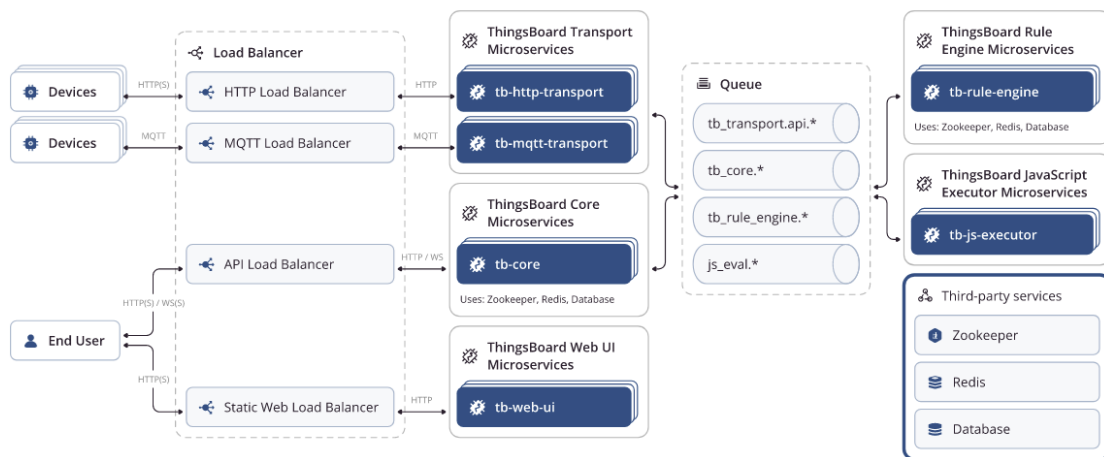 Devices
Devices
End User
HTTP(S)
MQTT
HTTP(S) / WS(S)
HTTP(S)
Load Balancer
HTTP Load Balancer
MQTT Load Balancer
API Load Balancer
Static Web Load Balancer
HTTP
MQTT
HTTP / WS
HTTP
ThingsBoard Transport
Microservices
tb-http-transport
tb-mqtt-transport
ThingsBoard Core
Microservices
tb-core
Uses: Zookeeper, Redis, Database
ThingsBoard Web UI
Microservices
tb-web-ui
Queue
tb_transport.api.*
tb_core.*
tb_rule_engine.*
js_eval.*
ThingsBoard Rule
Engine Microservices
tb-rule-engine
Uses: Zookeeper, Redis, Database
ThingsBoard JavaScript
Executor Microservices
tb-js-executor
Third-party services
Zookeeper
Redis
Database